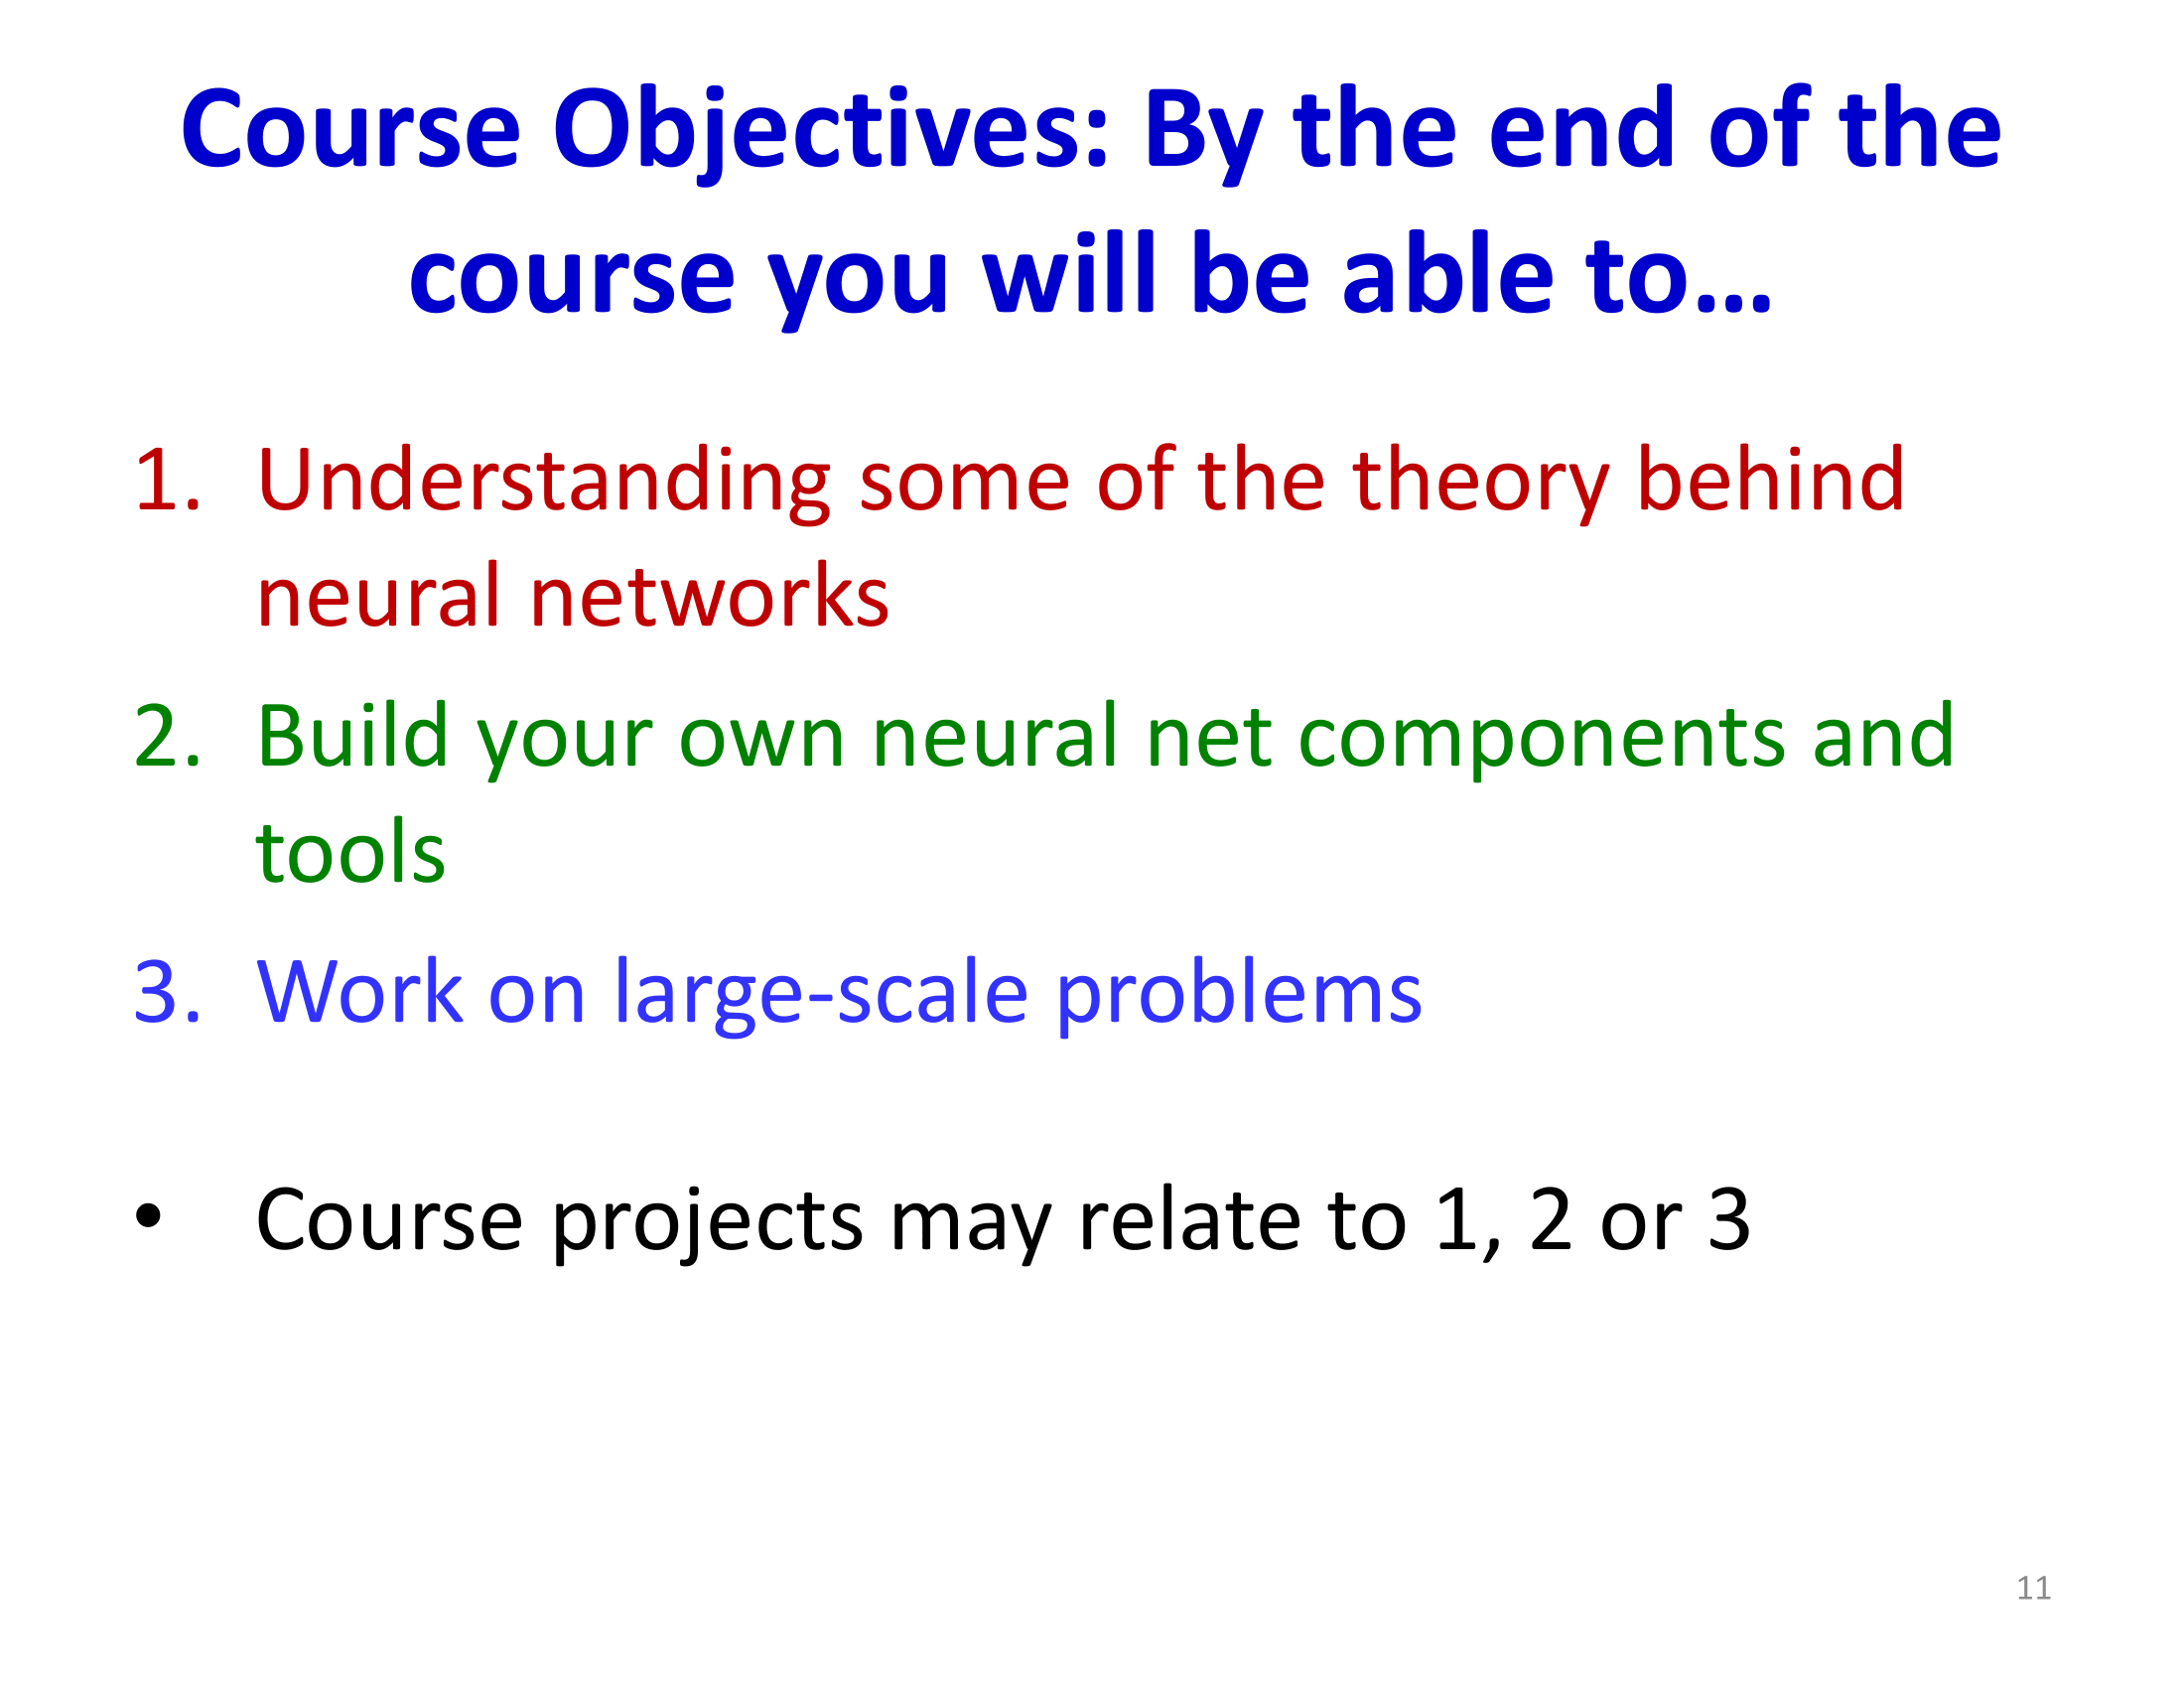 Course Objectives: By the end of the
course you will be able to...
1. Understanding some of the theory behind
neural networks
2. Build your own neural net components and
tools
3. Work on large-scale problems
• Course projects may relate to 1, 2 or 3
11